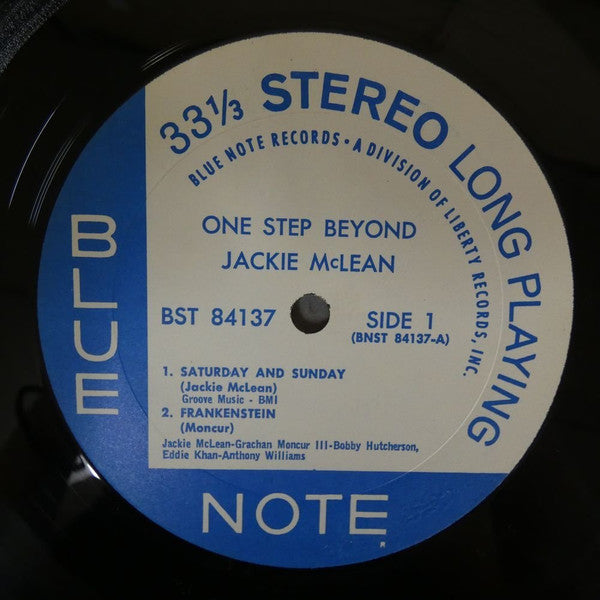 33⅓ STEREO LONG PLAYING
BLUE NOTE RECORDS • A DIVISION OF LIBERTY RECORDS, INC.
ONE STEP BEYOND
JACKIE McLEAN
BST 84137
SIDE 1
(BNST 84137-A)
1. SATURDAY AND SUNDAY
(Jackie McLean)
Groove Music - BMI
2. FRANKENSTEIN
(Moncur)
Jackie McLean-Grachan Moncur III-Bobby Hutcherson,
Eddie Khan-Anthony Williams
BLUE
NOTE
R